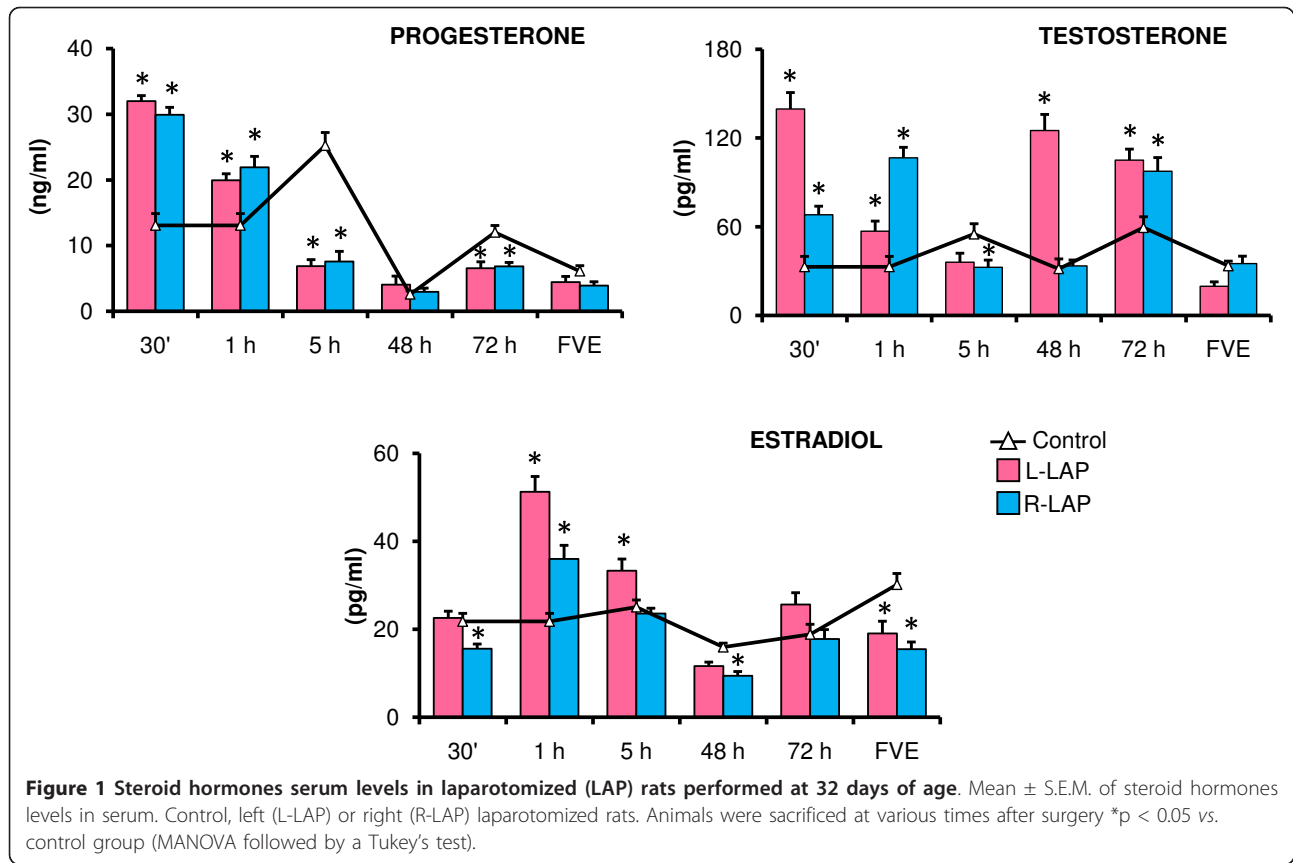 PROGESTERONE
40
30
20
10
0
(ng/ml)
* * * * * * * *
30' 1 h 5 h 48 h 72 h FVE
TESTOSTERONE
180
120
60
0
(pg/ml)
* * * * * * * *
30' 1 h 5 h 48 h 72 h FVE
ESTRADIOL
60
40
20
0
(pg/ml)
* * * * * * *
30' 1 h 5 h 48 h 72 h FVE
Control
L-LAP
R-LAP
Figure 1 Steroid hormones serum levels in laparotomized (LAP) rats performed at 32 days of age. Mean ± S.E.M. of steroid hormones
levels in serum. Control, left (L-LAP) or right (R-LAP) laparotomized rats. Animals were sacrificed at various times after surgery *p < 0.05 vs.
control group (MANOVA followed by a Tukey's test).